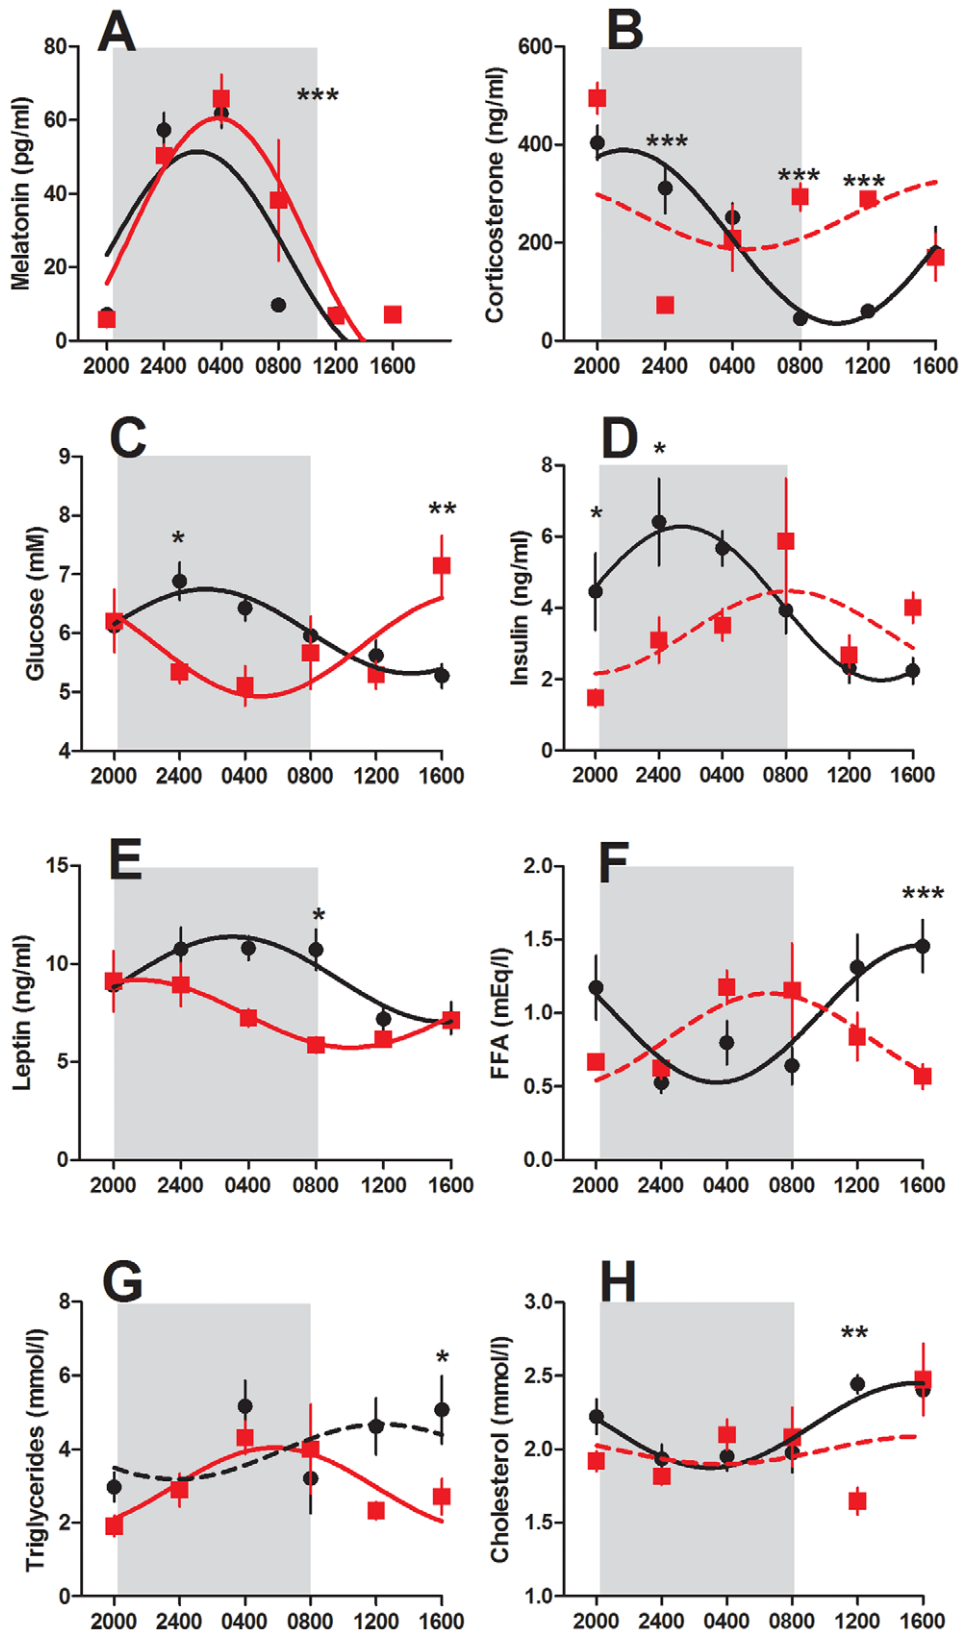 A
Melatonin (pg/ml)
80
60
40
20
0
***
2000 2400 0400 0800 1200 1600
B
Corticosterone (ng/ml)
600
400
200
0
*** *** ***
2000 2400 0400 0800 1200 1600
C
Glucose (mM)
9
8
7
6
5
4
* **
2000 2400 0400 0800 1200 1600
D
Insulin (ng/ml)
8
6
4
2
0
* *
2000 2400 0400 0800 1200 1600
E
Leptin (ng/ml)
15
10
5
0
*
2000 2400 0400 0800 1200 1600
F
FFA (mEq/l)
2.0
1.5
1.0
0.5
0.0
***
2000 2400 0400 0800 1200 1600
G
Triglycerides (mmol/l)
8
6
4
2
0
*
2000 2400 0400 0800 1200 1600
H
Cholesterol (mmol/l)
3.0
2.5
2.0
1.5
1.0
**
2000 2400 0400 0800 1200 1600